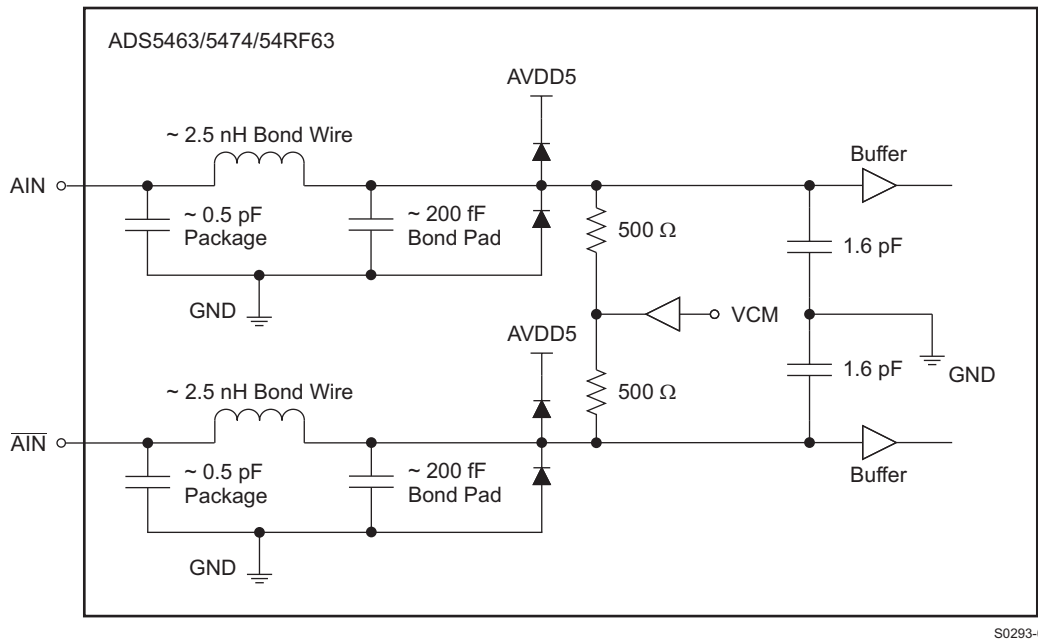 ADS5463/5474/54RF63
AVDD5
~ 2.5 nH Bond Wire
Buffer
AIN
~ 0.5 pF
Package
~ 200 fF
Bond Pad
500 Ω
1.6 pF
GND
VCM
AVDD5
GND
1.6 pF
~ 2.5 nH Bond Wire
500 Ω
AIN
~ 0.5 pF
Package
~ 200 fF
Bond Pad
Buffer
GND